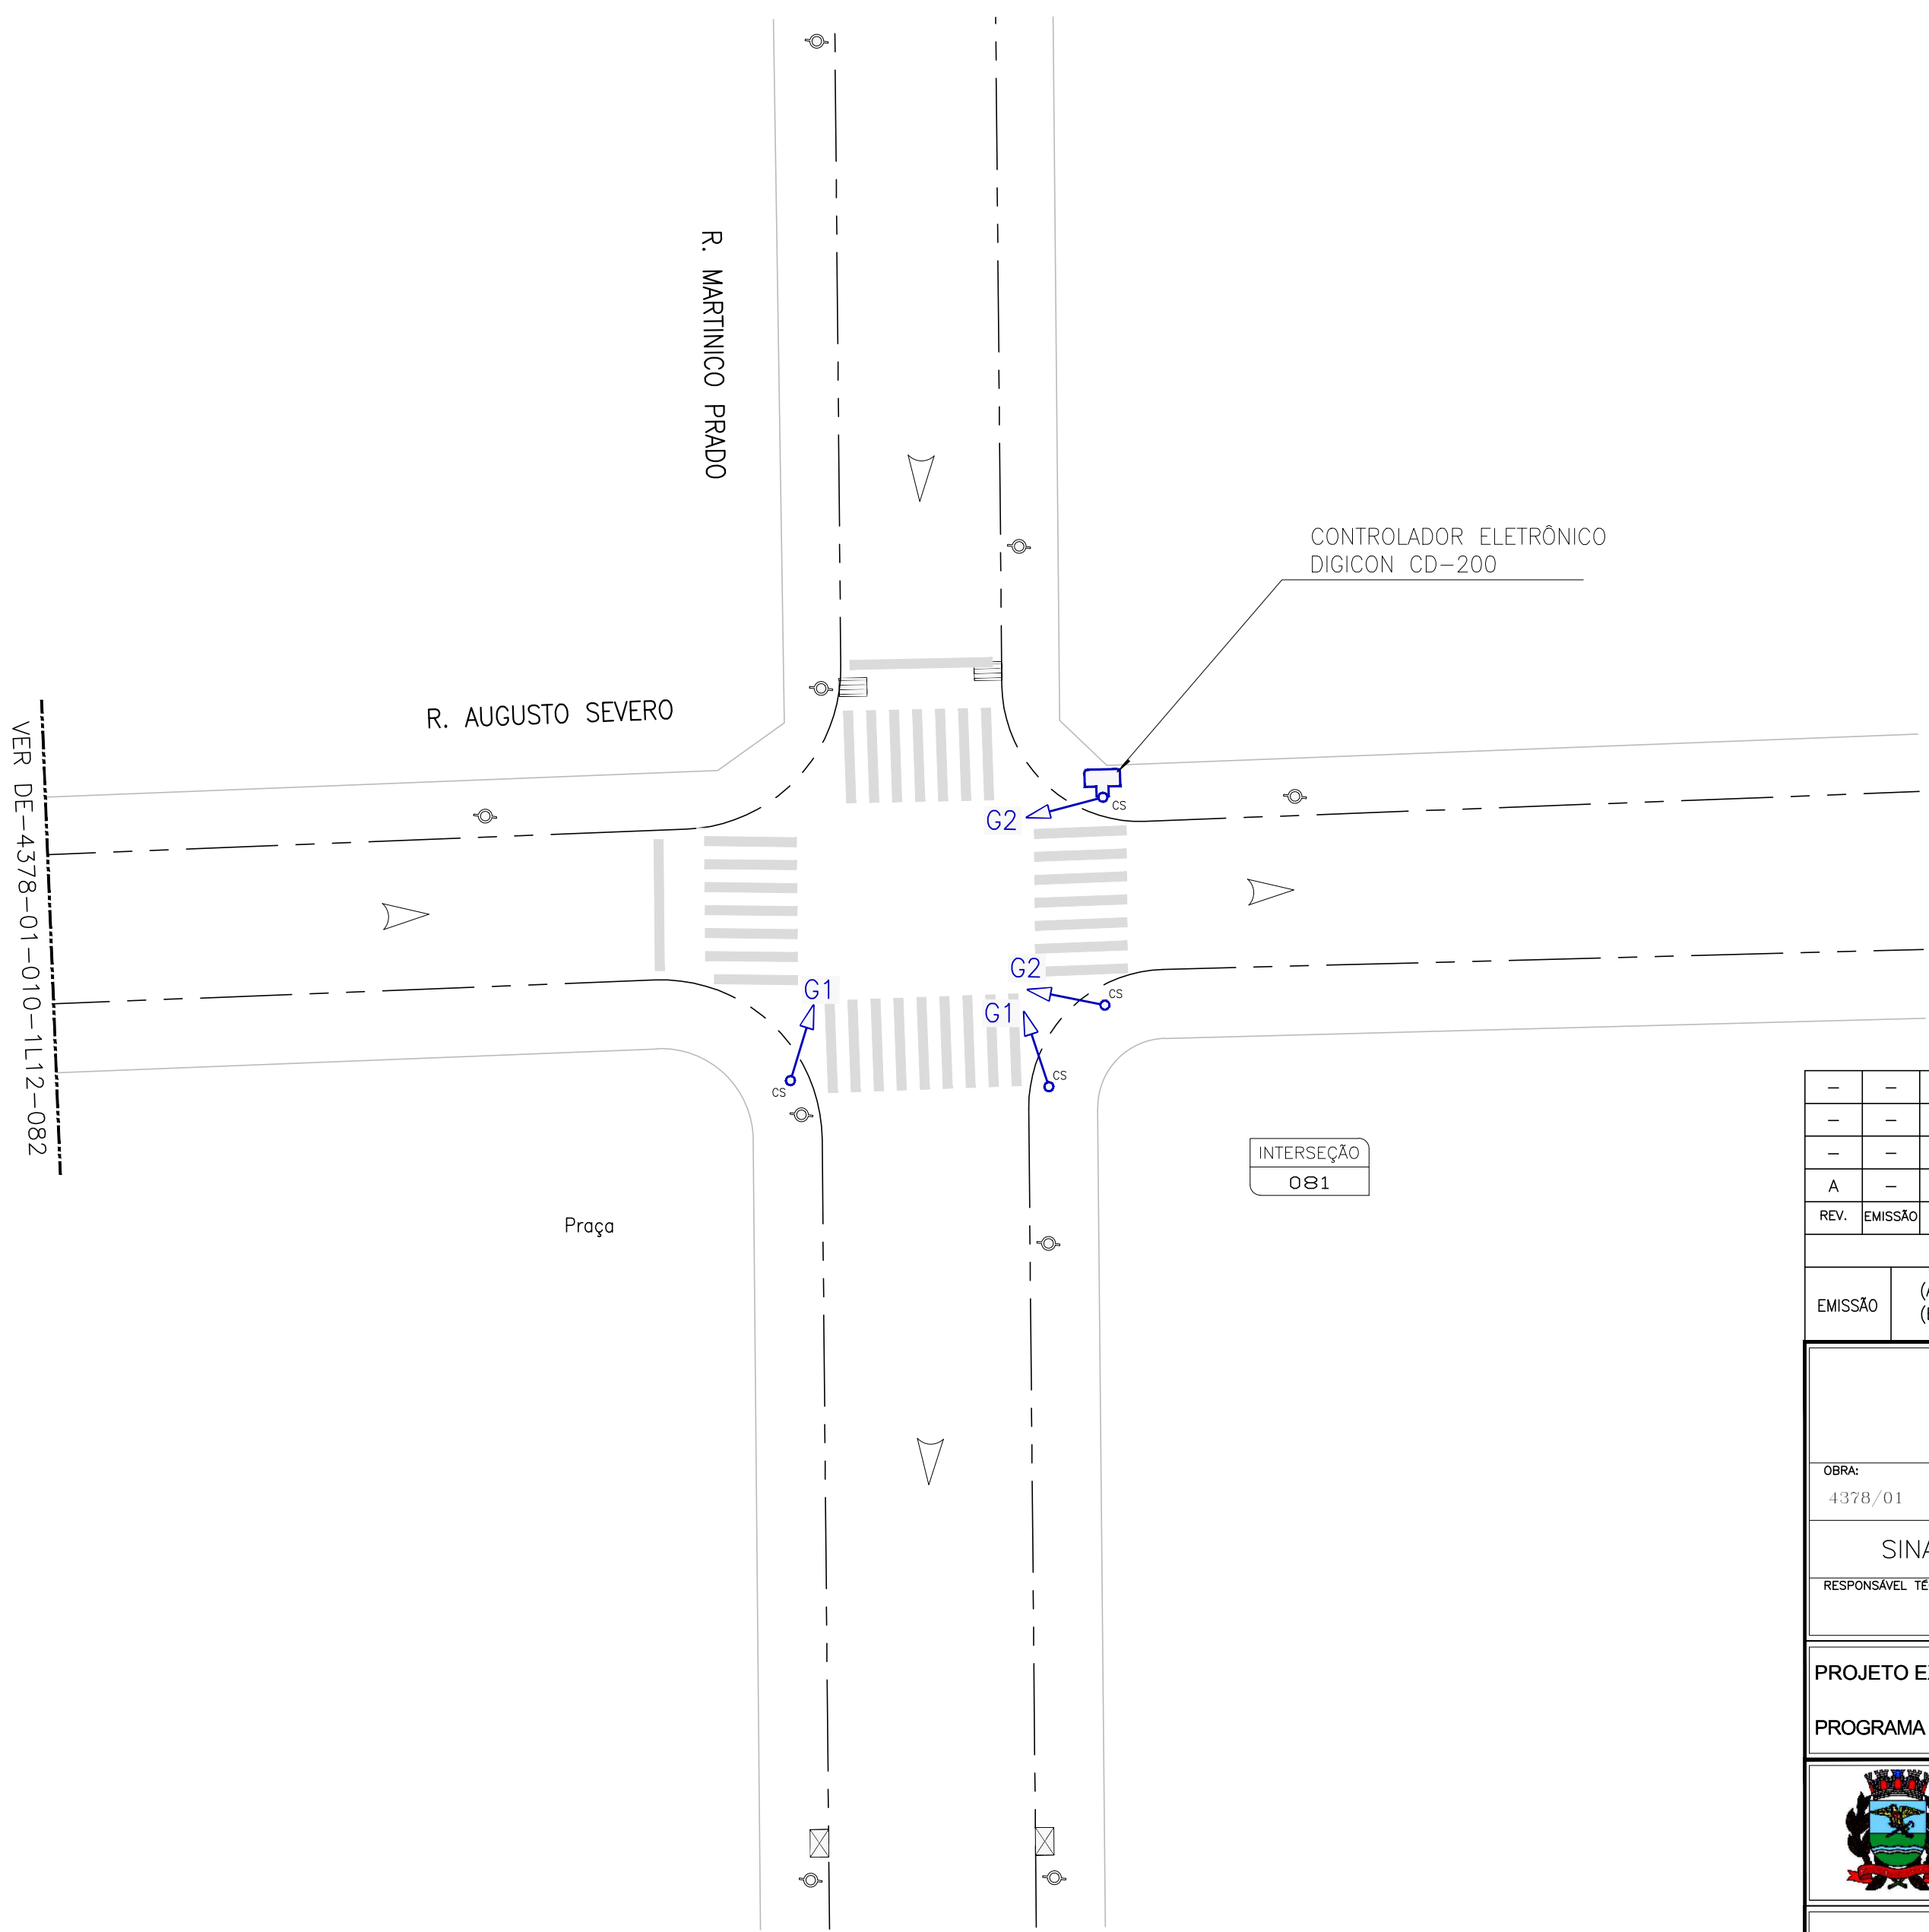 R. MARTINICO PRADO
CONTROLADOR ELETRÔNICO
DIGICON CD-200
R. AUGUSTO SEVERO
VER DE-4378-01-010-1L12-082
CS
G2
G2
CS
G1
G1
CS
CS
INTERSEÇÃO
081
Praça
- -
- -
- -
A -
REV. EMISSÃO
EMISSÃO
OBRA:
4378/01
SINA
RESPONSÁVEL TÉ
PROJETO E
PROGRAMA